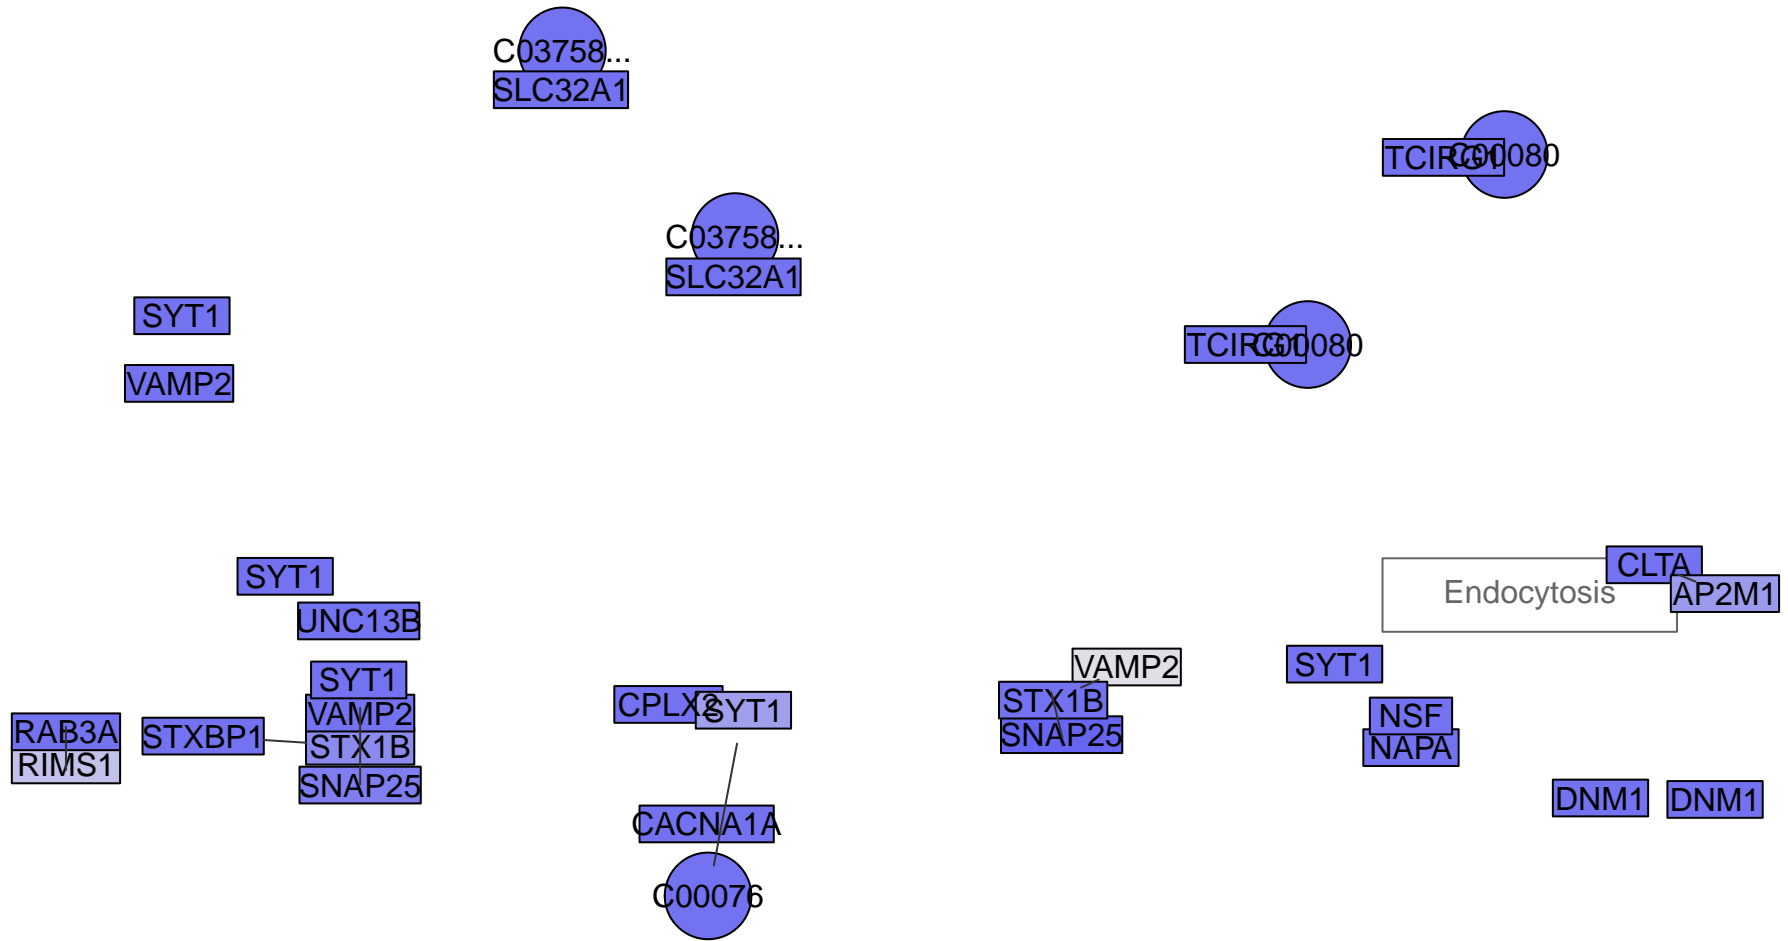 C03758...
SLC32A1
TCIRG1
C00080
C03758...
SLC32A1
SYT1
TCIRG1
C00080
VAMP2
SYT1
CLTA
Endocytosis
AP2M1
UNC13B
SYT1
VAMP2
SYT1
CPLX2
SYT1
STX1B
VAMP2
NSF
RAB3A
STXBP1
STX1B
SNAP25
NAPA
RIMS1
SNAP25
DNM1
DNM1
CACNA1A
C00076